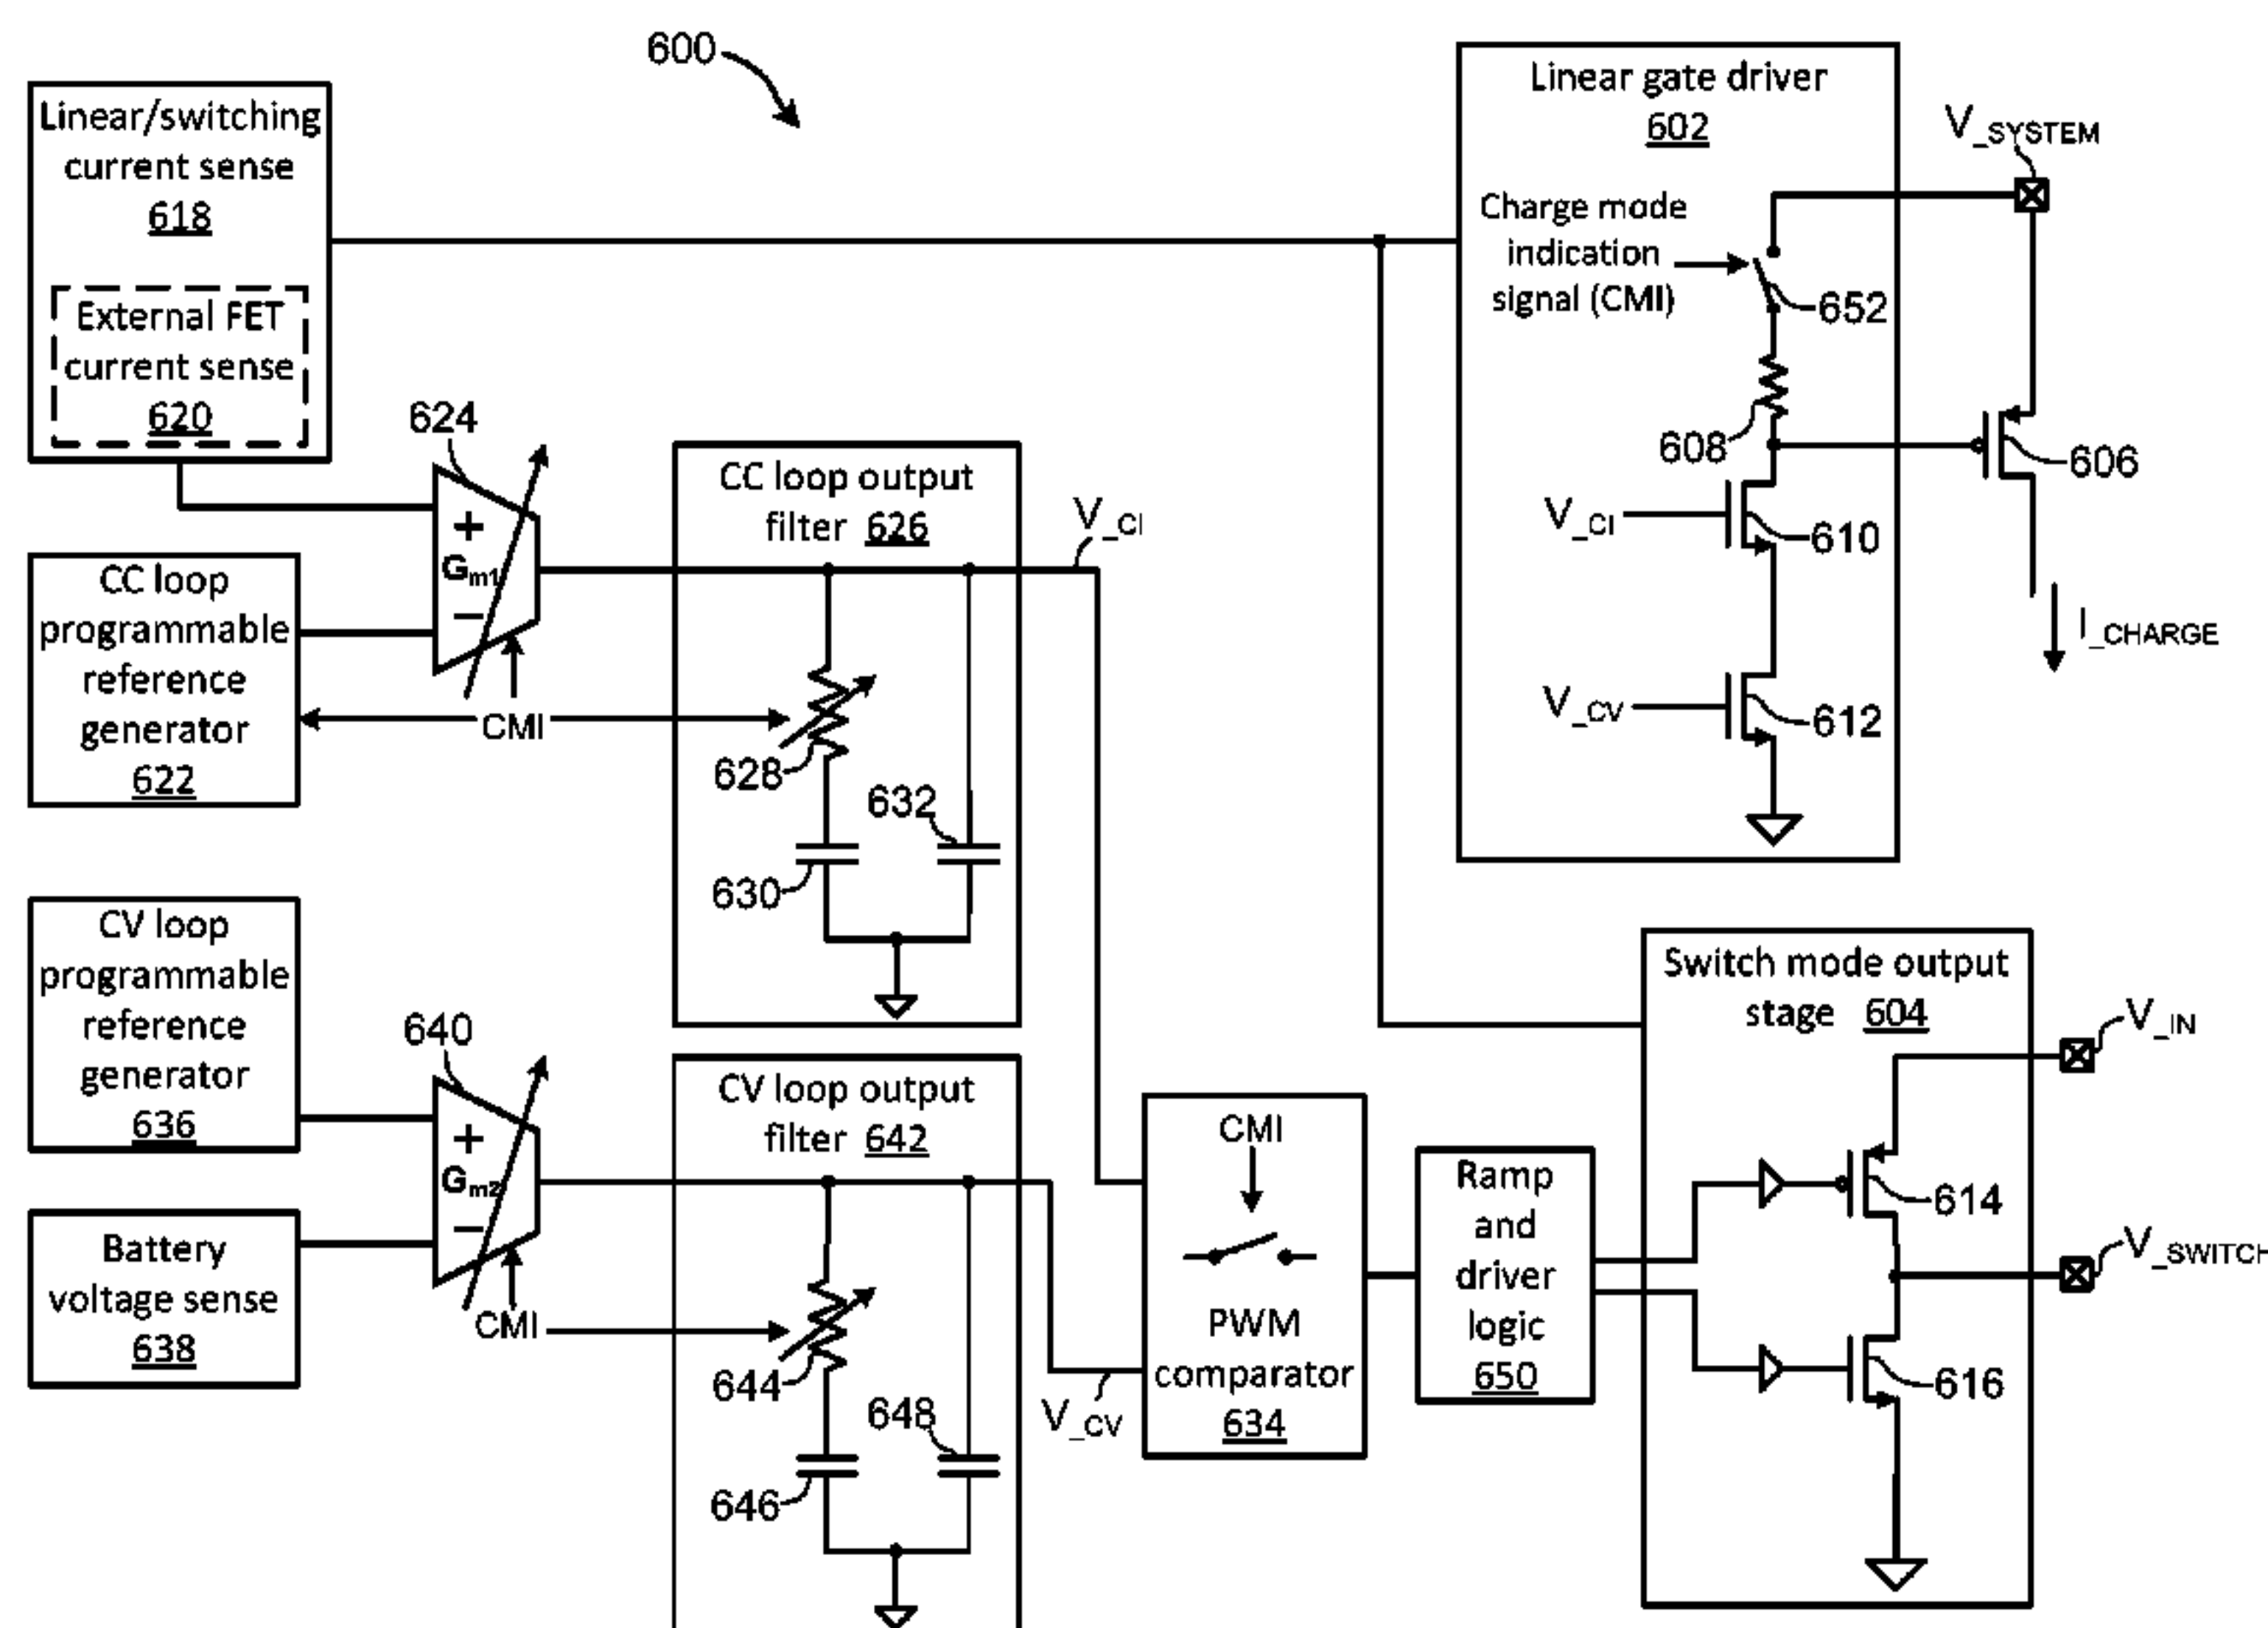 600
Linear/switching
current sense
618
External FET
current sense
620
CC loop
programmable
reference
generator
622
CV loop
programmable
reference
generator
636
Battery
voltage sense
638
624
+
Gm1
−
CMI
640
+
Gm2
−
CMI
CC loop output
filter 626
628
630
632
V_CI
CV loop output
filter 642
644
646
648
V_CV
CMI
PWM
comparator
634
Ramp
and
driver
logic
650
Linear gate driver
602
Charge mode
indication
signal (CMI)
652
608
V_CI
610
V_CV
612
V_SYSTEM
606
I_CHARGE
Switch mode output
stage 604
614
616
V_IN
V_SWITCH